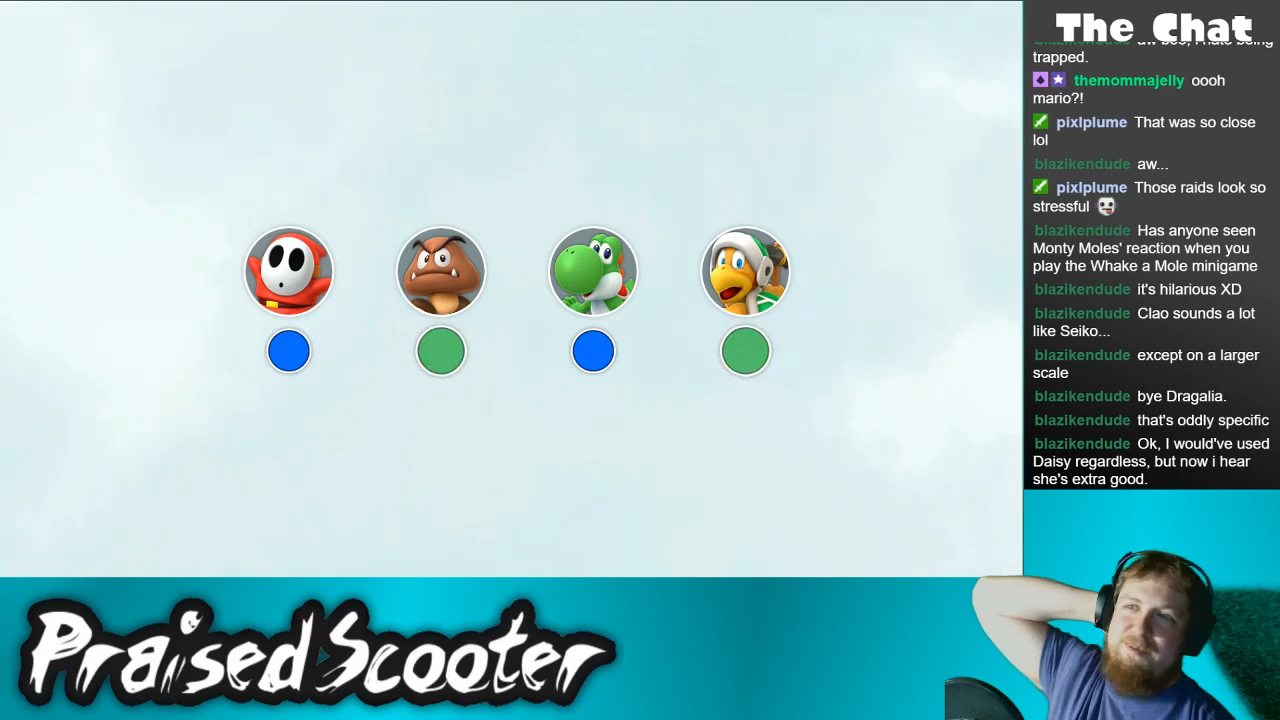 The Chat
trapped.
themommajelly oooh
mario?!
pixlplume That was so close
lol
blazikendude aw...
pixlplume Those raids look so
stressful
blazikendude Has anyone seen
Monty Moles' reaction when you
play the Whake a Mole minigame
blazikendude it's hilarious XD
blazikendude Clao sounds a lot
like Seiko...
blazikendude except on a larger
scale
blazikendude bye Dragalia.
blazikendude that's oddly specific
blazikendude Ok, I would've used
Daisy regardless, but now i hear
she's extra good.
PraisedScooter